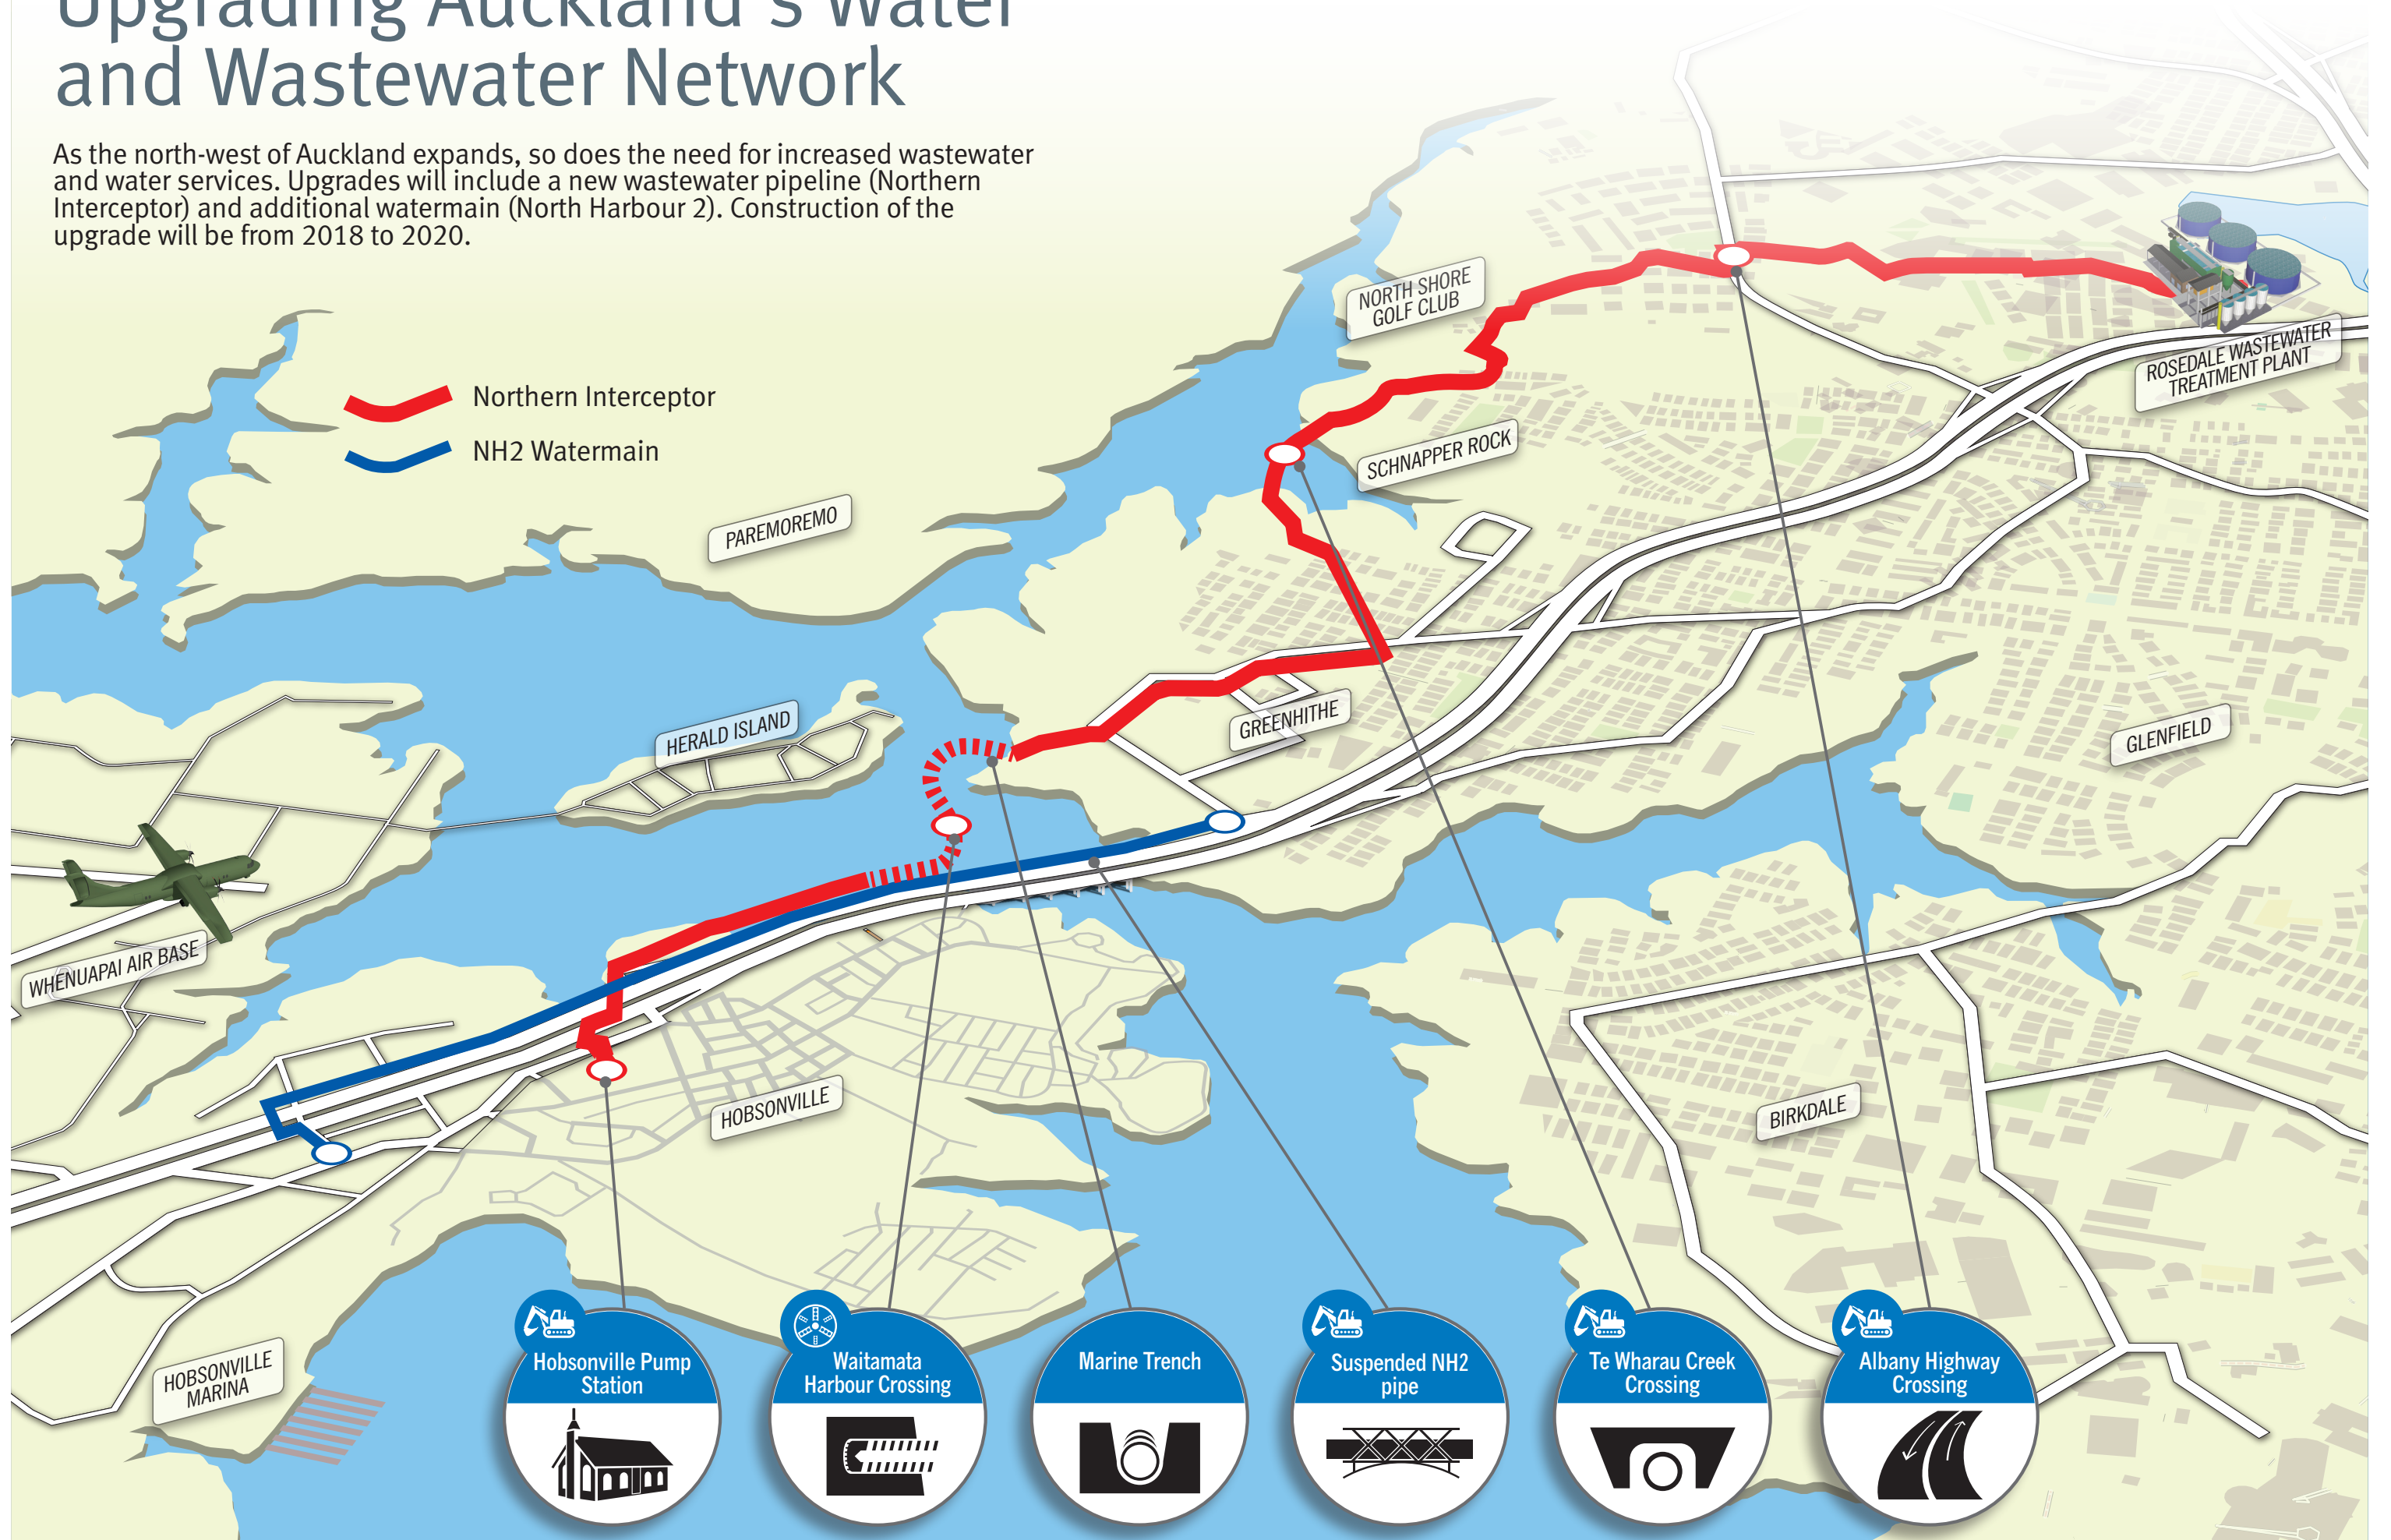 Upgrading Auckland's Water
and Wastewater Network
As the north-west of Auckland expands, so does the need for increased wastewater
and water services. Upgrades will include a new wastewater pipeline (Northern
Interceptor) and additional watermain (North Harbour 2). Construction of the
upgrade will be from 2018 to 2020.
NORTH SHORE
GOLF CLUB
ROSEDALE WASTEWATER
TREATMENT PLANT
Northern Interceptor
NH2 Watermain
SCHNAPPER ROCK
PAREMOREMO
HERALD ISLAND
GREENHITHE
GLENFIELD
WHENUAPAI AIR BASE
HOBSONVILLE
BIRKDALE
HOBSONVILLE
MARINA
Hobsonville Pump
Station
Waitamata
Harbour Crossing
Marine Trench
Suspended NH2
pipe
Te Wharau Creek
Crossing
Albany Highway
Crossing